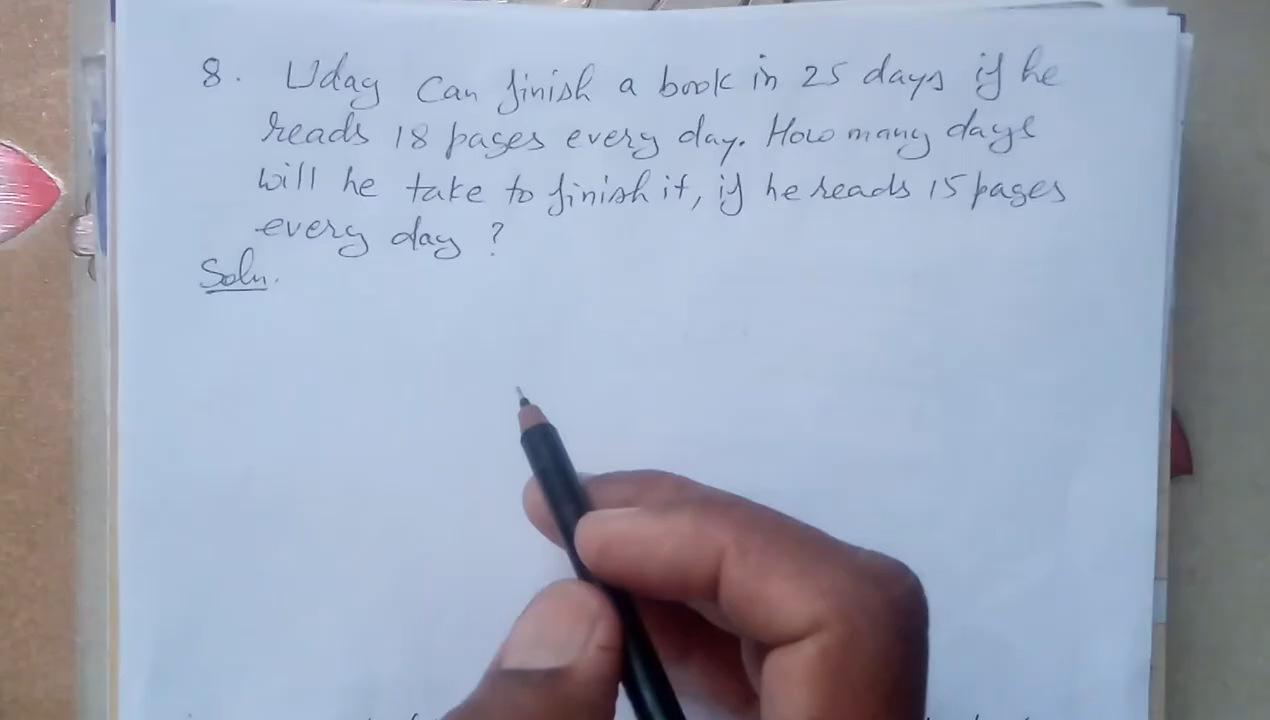 8. Uday Can finish a book in 25 days if he
reads 18 pages every day. How many days
will he take to finish it, if he reads 15 pages
every day ?
Soln.